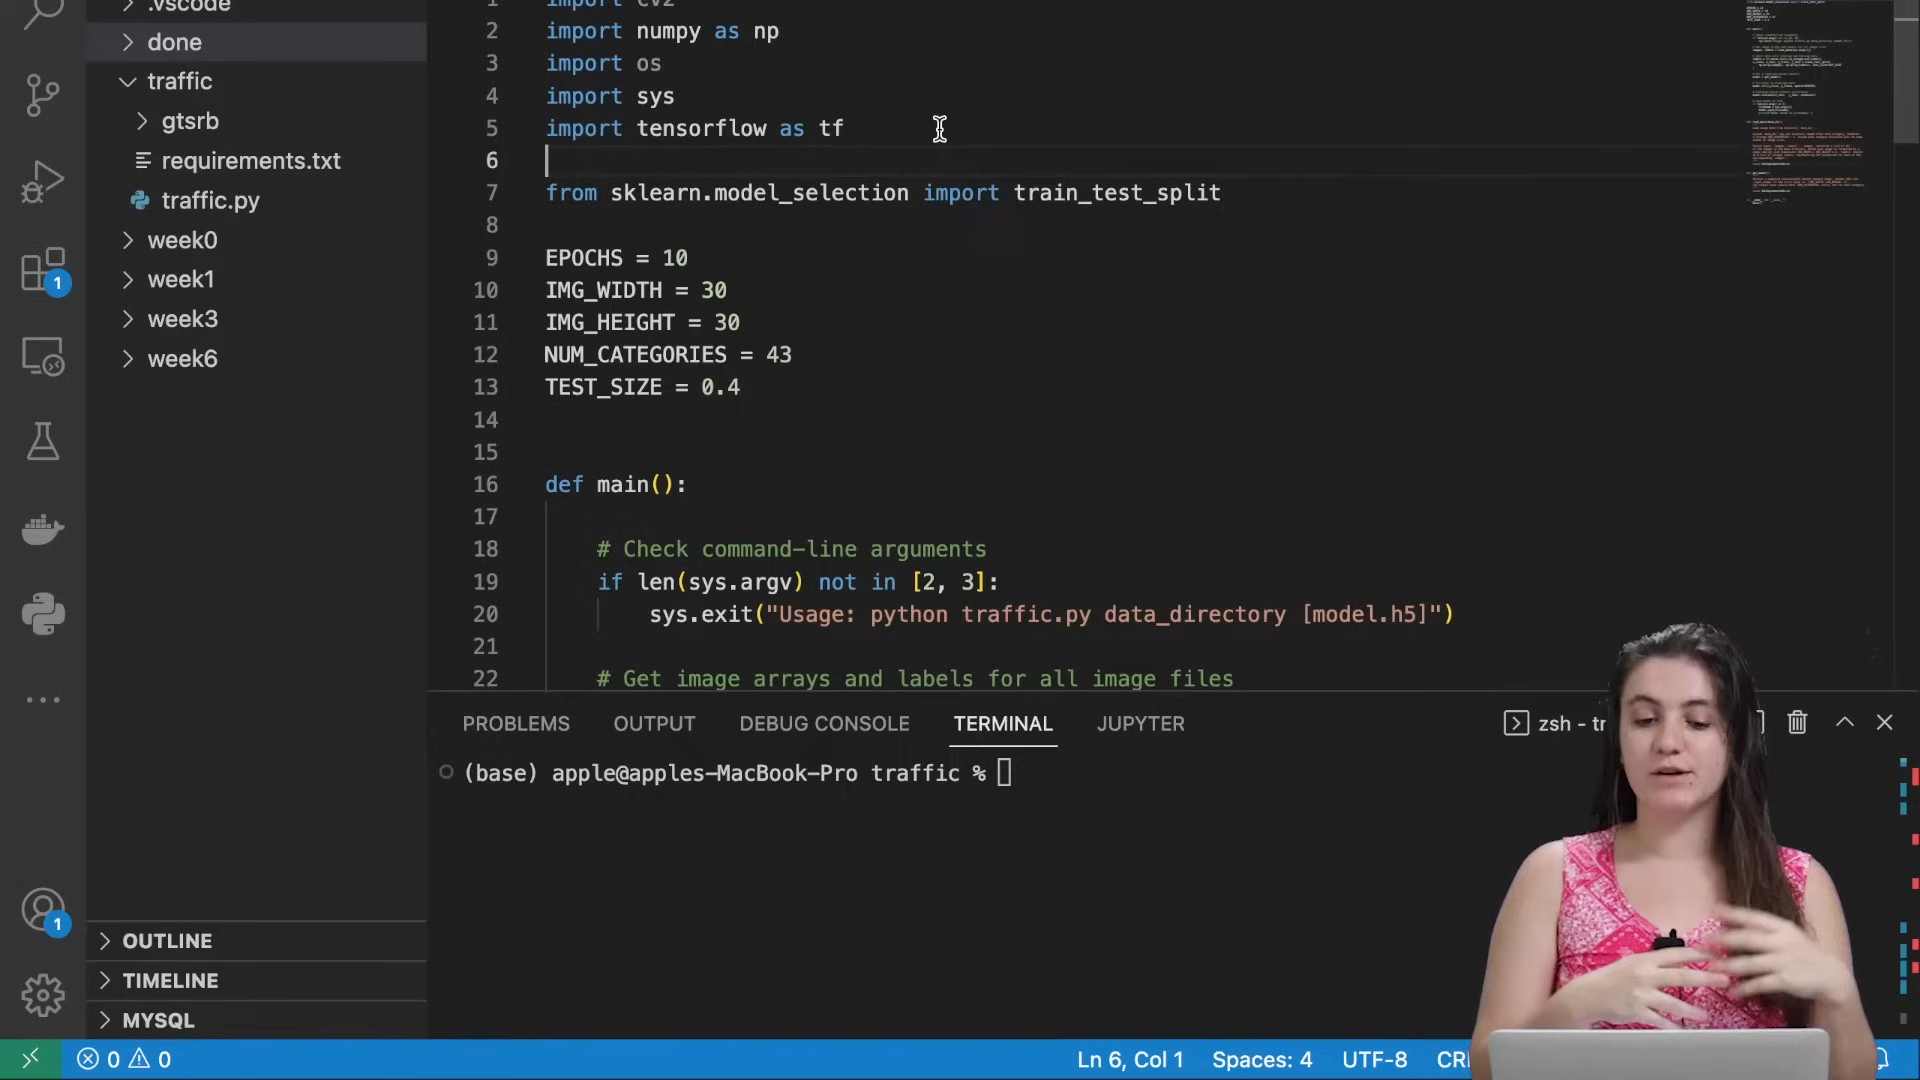 .vscode
done
traffic
gtsrb
requirements.txt
traffic.py
week0
week1
week3
week6
OUTLINE
TIMELINE
MYSQL
1
1
1 import cv2
2 import numpy as np
3 import os
4 import sys
5 import tensorflow as tf
6
7 from sklearn.model_selection import train_test_split
8
9 EPOCHS = 10
10 IMG_WIDTH = 30
11 IMG_HEIGHT = 30
12 NUM_CATEGORIES = 43
13 TEST_SIZE = 0.4
14
15
16 def main():
17
18 # Check command-line arguments
19 if len(sys.argv) not in [2, 3]:
20 sys.exit("Usage: python traffic.py data_directory [model.h5]")
21
22 # Get image arrays and labels for all image files
PROBLEMS OUTPUT DEBUG CONSOLE TERMINAL JUPYTER zsh - tr
(base) apple@apples-MacBook-Pro traffic %
0 0 Ln 6, Col 1 Spaces: 4 UTF-8